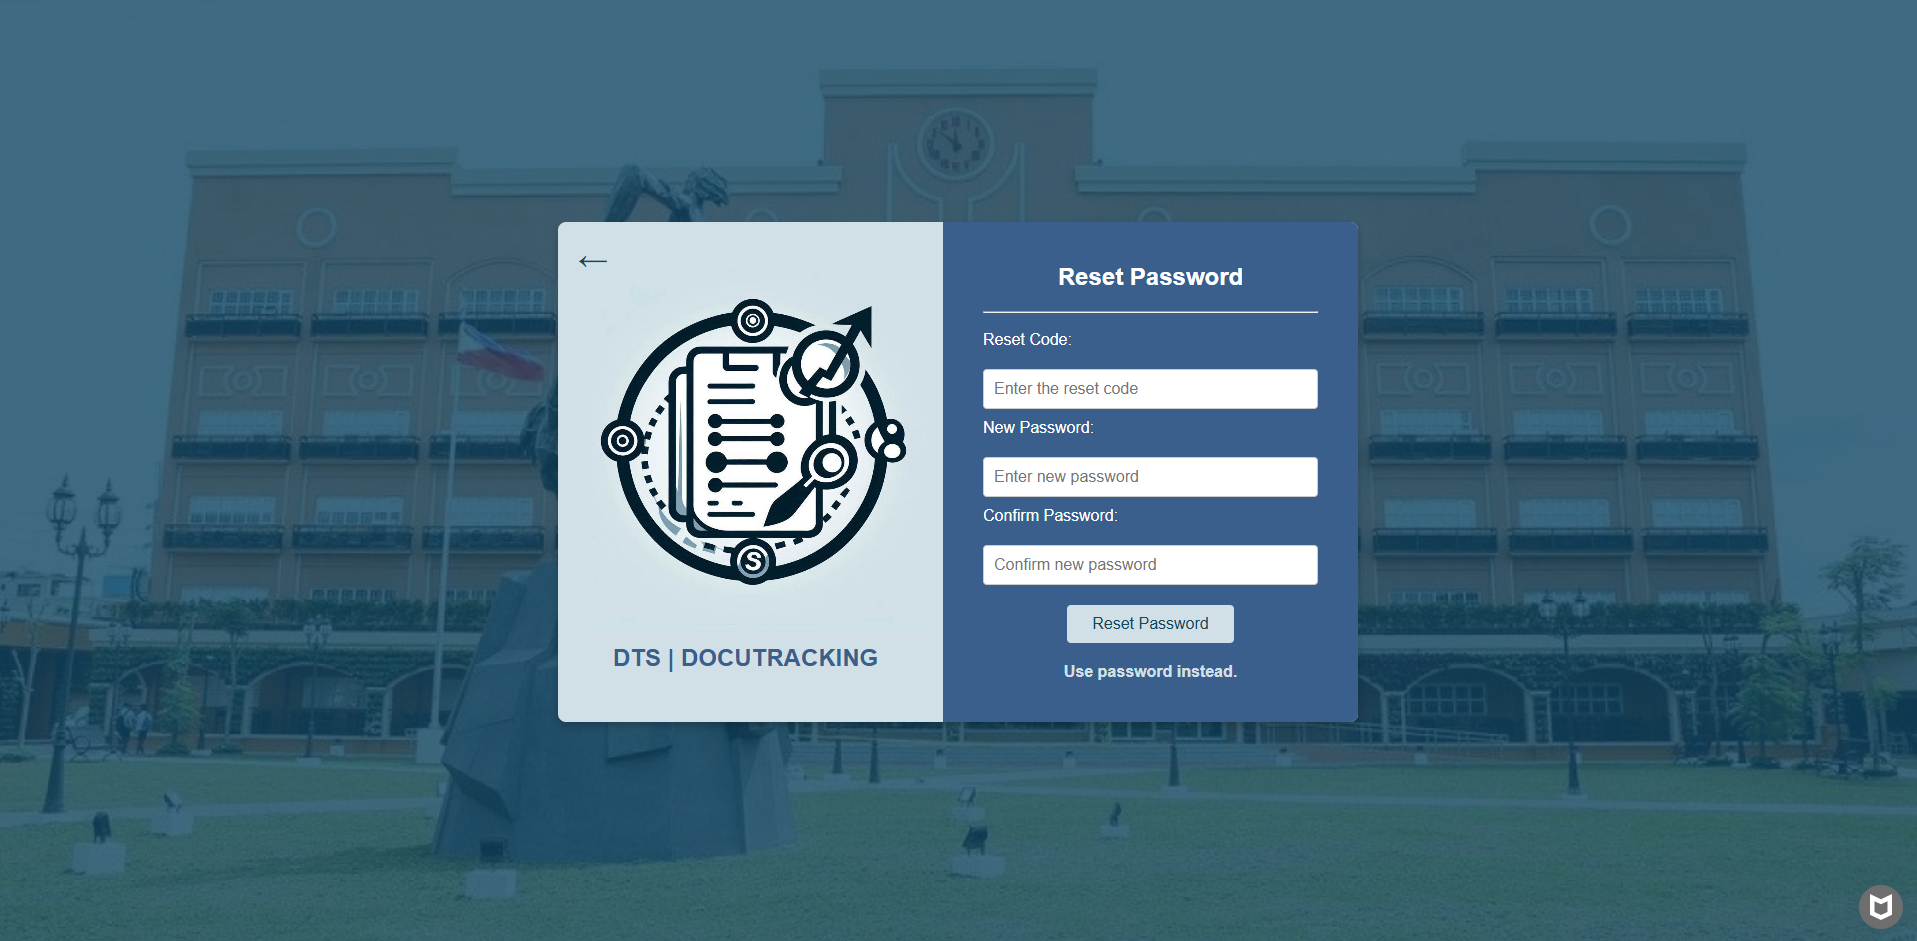 Reset Password
Reset Code:
Enter the reset code
New Password:
Enter new password
Confirm Password:
Confirm new password
Reset Password
Use password instead.
S
DTS | DOCUTRACKING